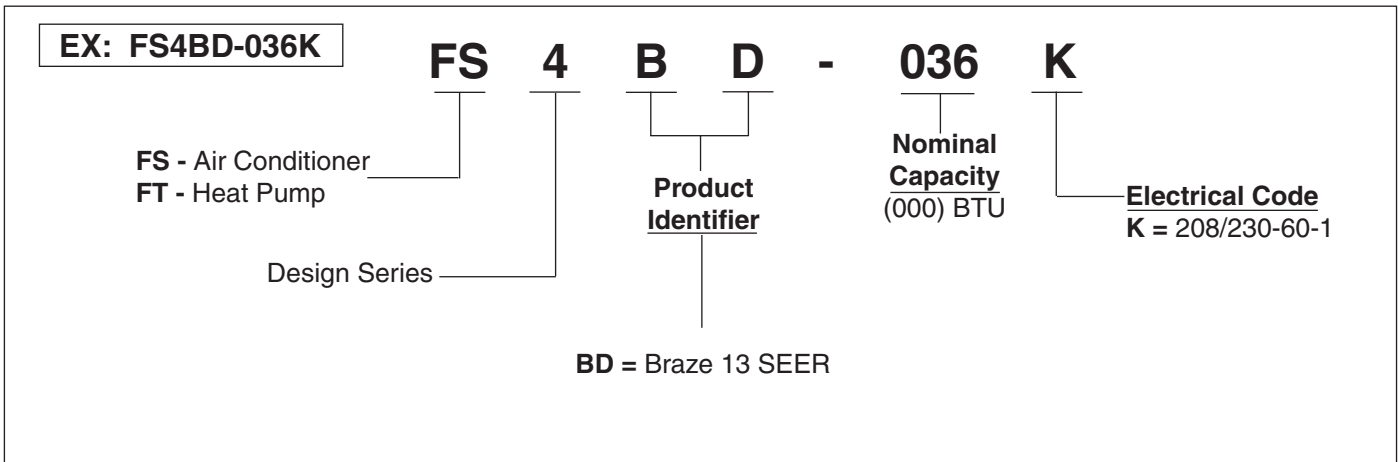 EX: FS4BD-036K
FS 4 B D - 036 K
FS - Air Conditioner
FT - Heat Pump
Design Series
Product
Identifier
BD = Braze 13 SEER
Nominal
Capacity
(000) BTU
Electrical Code
K = 208/230-60-1